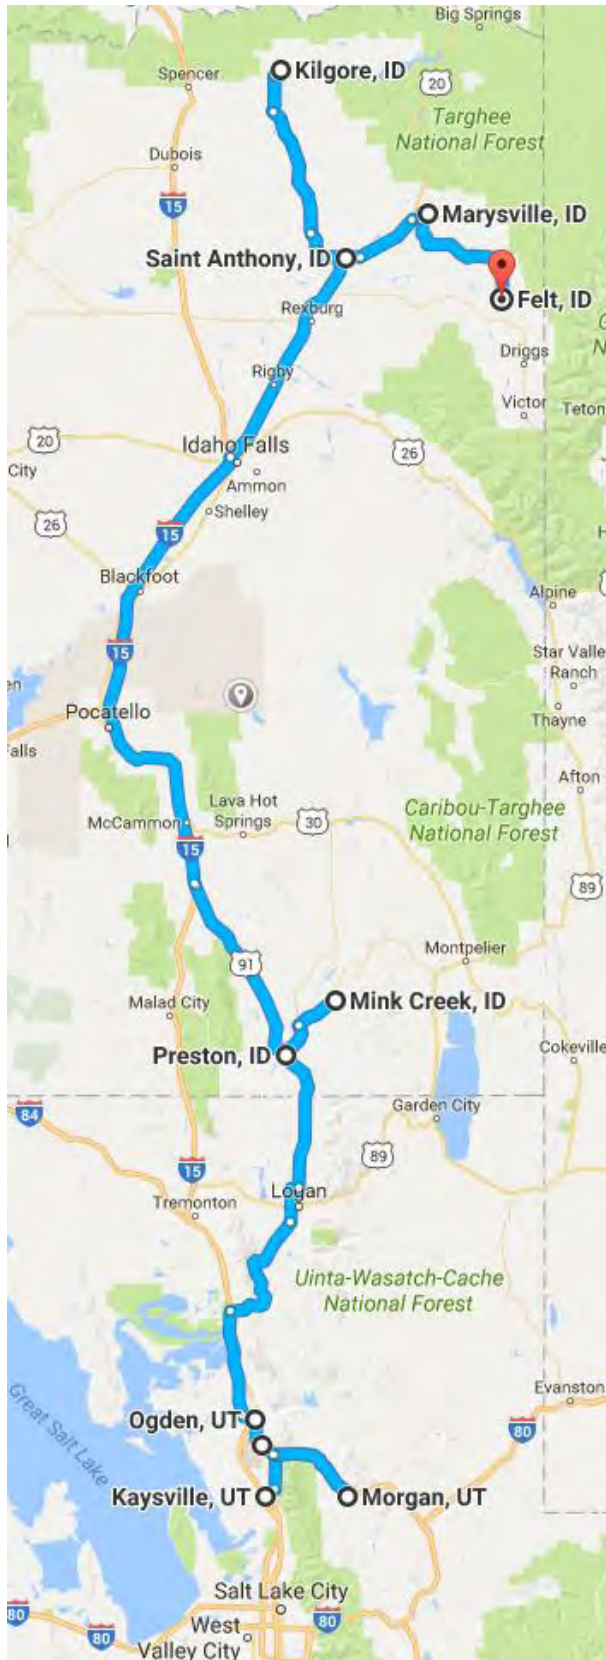 Big Springs
Kilgore, ID
Spencer
20
Targhee
National Forest
Dubois
15
Marysville, ID
Saint Anthony, ID
Felt, ID
Rexburg
Driggs
Rigby
Victor
Teton
20
Idaho Falls
26
City
Ammon
Shelley
26
15
Blackfoot
Alpine
15
Star Valle
Ranch
en
Pocatello
Thayne
alls
Afton
Lava Hot
Springs
Caribou-Targhee
National Forest
McCammon
30
15
89
91
Montpelier
Malad City
Mink Creek, ID
Preston, ID
Cokeville
84
Garden City
15
89
Logan
Tremonton
Uinta-Wasatch-Cache
National Forest
Evanston
Great Salt Lake
Ogden, UT
80
Kaysville, UT
Morgan, UT
Salt Lake City
80
80
80
West
Valley City